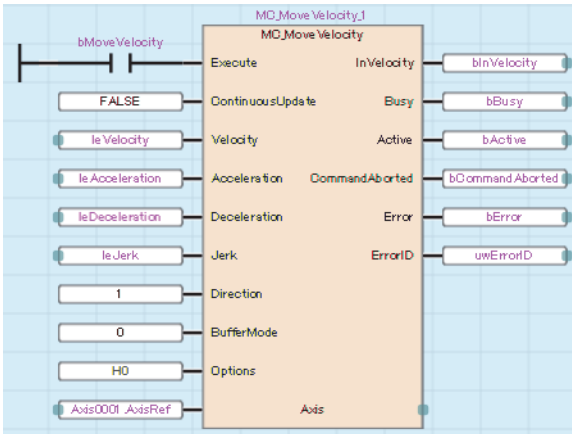 MC_MoveVelocity_1
MC_MoveVelocity
bMoveVelocity
Execute InVelocity bInVelocity
FALSE ContinuousUpdate Busy bBusy
leVelocity Velocity Active bActive
leAcceleration Acceleration CommandAborted bCommandAborted
leDeceleration Deceleration Error bError
leJerk Jerk ErrorID uwErrorID
1 Direction
0 BufferMode
H0 Options
Axis0001.AxisRef Axis